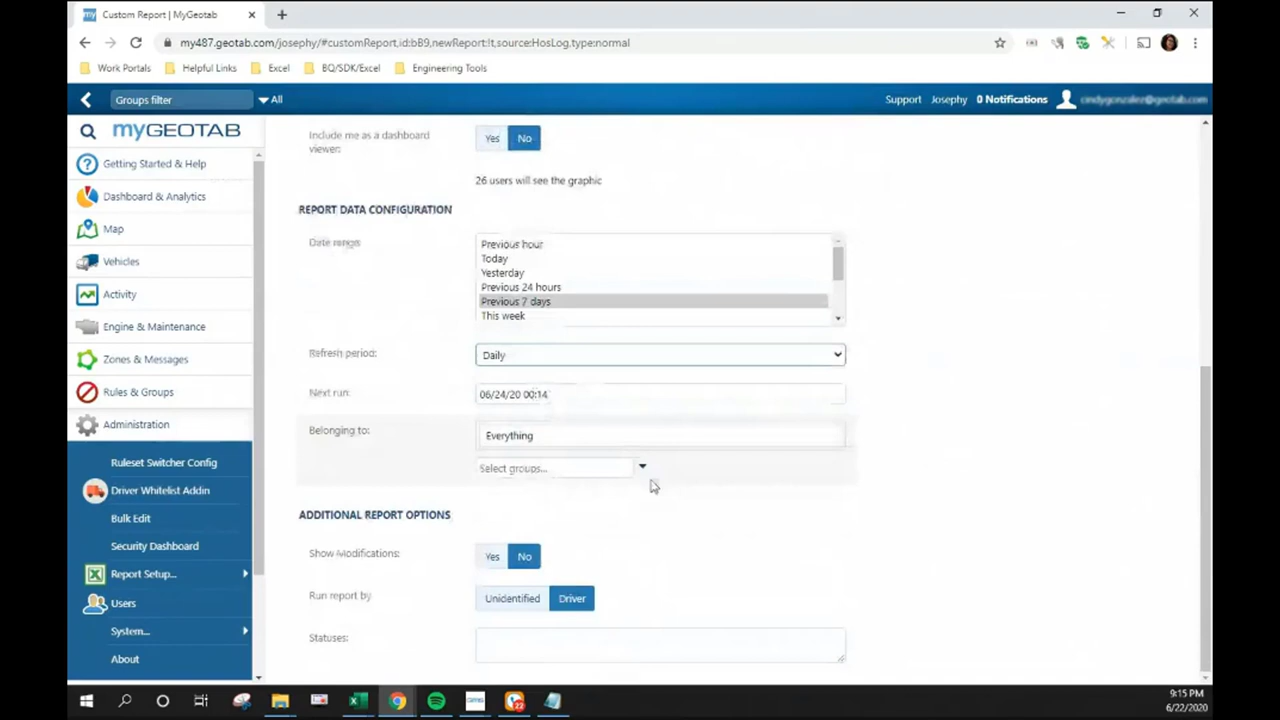 Custom Report | MyGeotab
my487.geotab.com/josephy/#customReport,id:bB9,newReport:!t,source:HosLog,type:normal
Work Portals
Helpful Links
Excel
BQ/SDK/Excel
Engineering Tools
Groups filter
All
Support
Josephy
0 Notifications
cindygonzalez@geotab.com
myGEOTAB
Getting Started & Help
Dashboard & Analytics
Map
Vehicles
Activity
Engine & Maintenance
Zones & Messages
Rules & Groups
Administration
Ruleset Switcher Config
Driver Whitelist Addin
Bulk Edit
Security Dashboard
Report Setup...
Users
System...
About
Include me as a dashboard
viewer:
Yes
No
26 users will see the graphic
REPORT DATA CONFIGURATION
Date range:
Previous hour
Today
Yesterday
Previous 24 hours
Previous 7 days
This week
Refresh period:
Daily
Next run:
06/24/20 00:14
Belonging to:
Everything
Select groups...
ADDITIONAL REPORT OPTIONS
Show Modifications:
Yes
No
Run report by
Unidentified
Driver
Statuses:
22
9:15 PM
6/22/2020